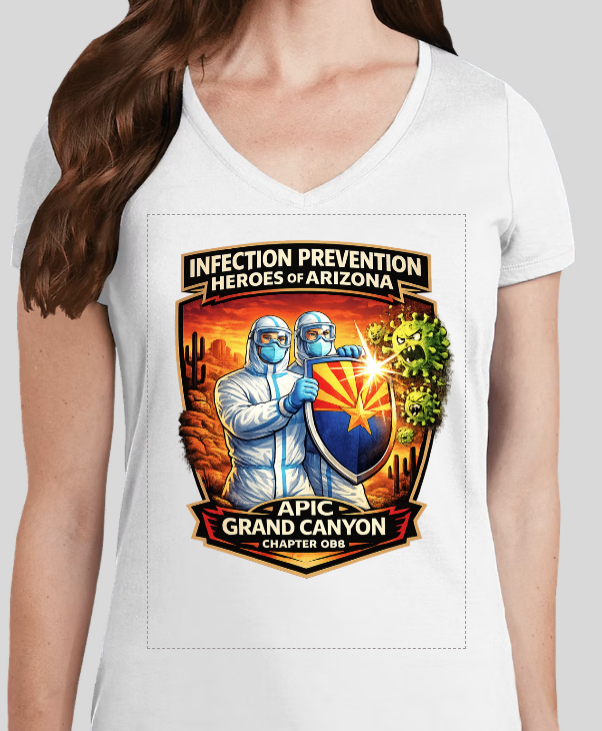 INFECTION PREVENTION
HEROES OF ARIZONA
APIC
GRAND CANYON
CHAPTER 088